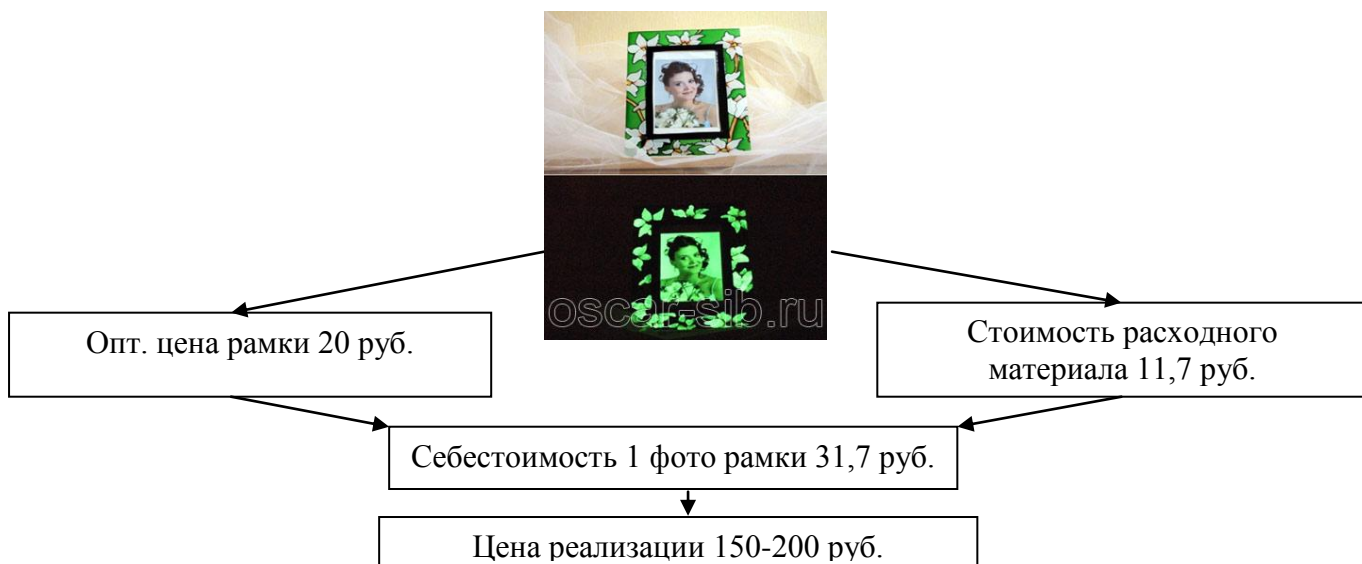 oscar-sib.ru
Опт. цена рамки 20 руб.
Стоимость расходного
материала 11,7 руб.
Себестоимость 1 фото рамки 31,7 руб.
Цена реализации 150-200 руб.